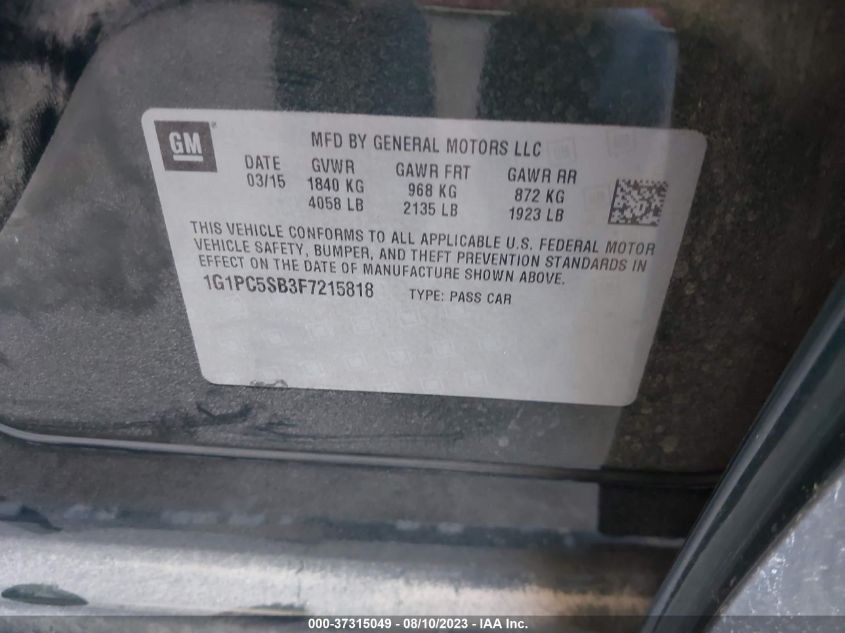 GM
MFD BY GENERAL MOTORS LLC
DATE GVWR GAWR FRT GAWR RR
03/15 1840 KG 968 KG 872 KG
4058 LB 2135 LB 1923 LB
THIS VEHICLE CONFORMS TO ALL APPLICABLE U.S. FEDERAL MOTOR
VEHICLE SAFETY, BUMPER, AND THEFT PREVENTION STANDARDS IN
EFFECT ON THE DATE OF MANUFACTURE SHOWN ABOVE.
1G1PC5SB3F7215818 TYPE: PASS CAR
000-37315049 - 08/10/2023 - IAA Inc.